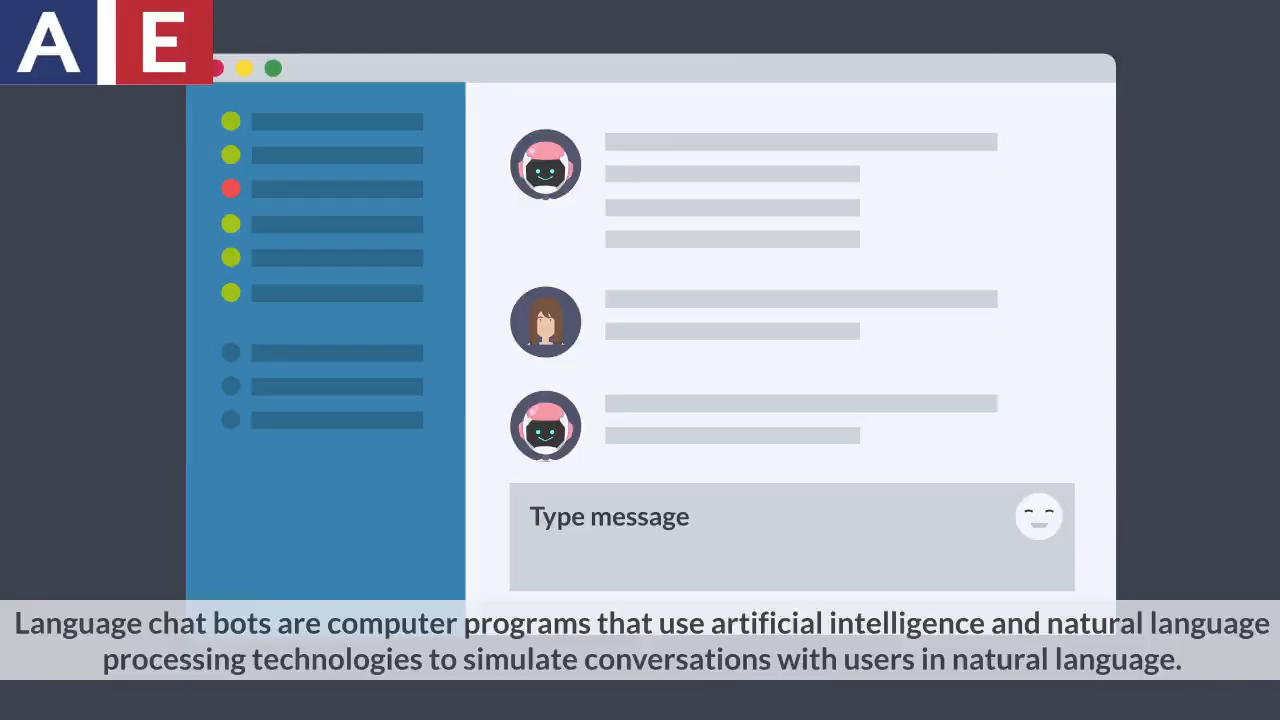 A E
Type message
Language chat bots are computer programs that use artificial intelligence and natural language
processing technologies to simulate conversations with users in natural language.